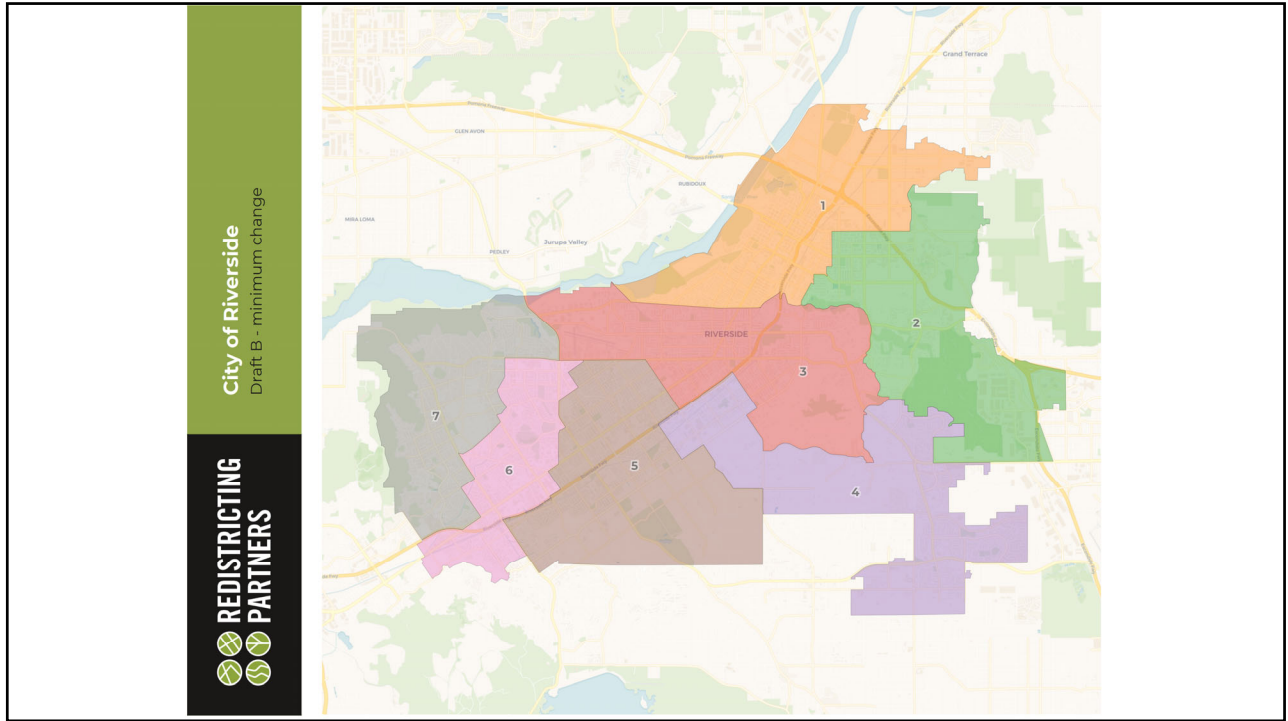 City of Riverside
Draft B - minimum change
REDISTRICTING
PARTNERS
Grand Terrace
GLEN AVON
RUBIDOUX
MIRA LOMA
Jurupa Valley
PEDLEY
RIVERSIDE
1
2
3
4
5
6
7